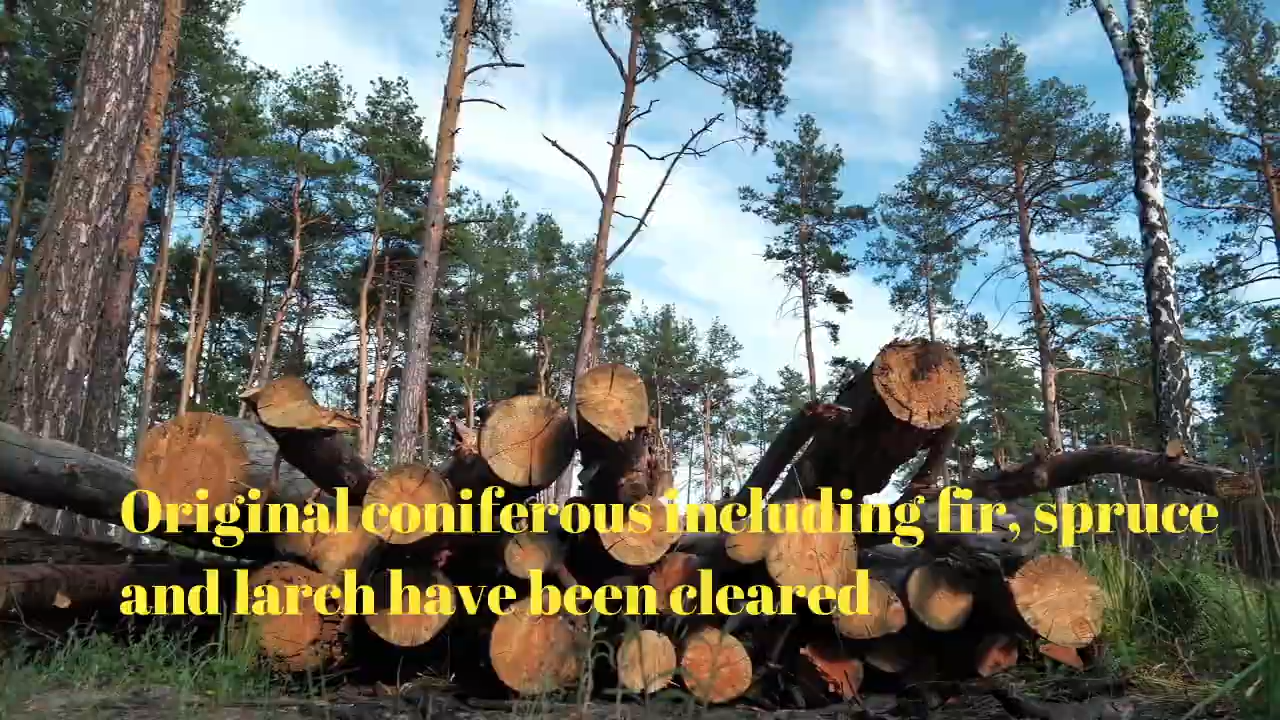 Original coniferous including fir, spruce
and larch have been cleared